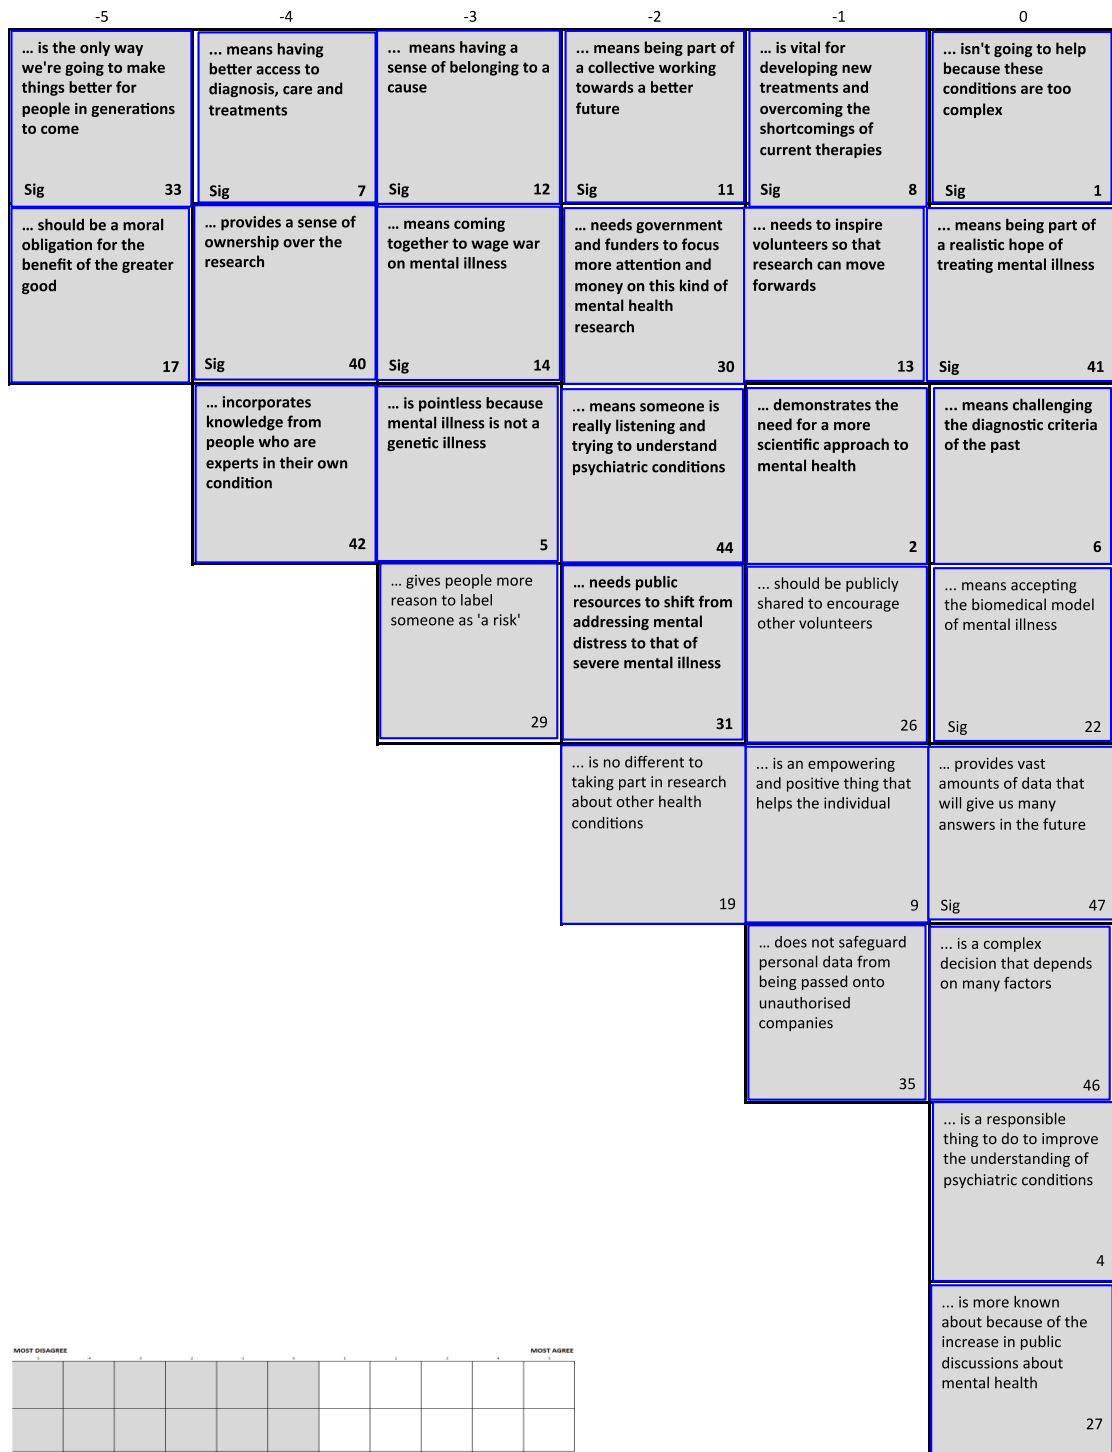 -5 -4 -3 -2 -1 0
… is the only way
we're going to make
things better for
people in generations
to come
Sig 33
... means having
better access to
diagnosis, care and
treatments
Sig 7
... means having a
sense of belonging to a
cause
Sig 12
... means being part of
a collective working
towards a better
future
Sig 11
... is vital for
developing new
treatments and
overcoming the
shortcomings of
current therapies
Sig 8
... isn't going to help
because these
conditions are too
complex
Sig 1
... should be a moral
obligation for the
benefit of the greater
good
17
... provides a sense of
ownership over the
research
Sig 40
... means coming
together to wage war
on mental illness
Sig 14
... needs government
and funders to focus
more attention and
money on this kind of
mental health
research
30
... needs to inspire
volunteers so that
research can move
forwards
13
... means being part of
a realistic hope of
treating mental illness
41
... incorporates
knowledge from
people who are
experts in their own
condition
42
... is pointless because
mental illness is not a
genetic illness
5
... means someone is
really listening and
trying to understand
psychiatric conditions
44
... demonstrates the
need for a more
scientific approach to
mental health
2
... means challenging
the diagnostic criteria
of the past
6
... gives people more
reason to label
someone as 'a risk'
29
... needs public
resources to shift from
addressing mental
distress to that of
severe mental illness
31
... should be publicly
shared to encourage
other volunteers
26
... means accepting
the biomedical model
of mental illness
Sig 22
... is no different to
taking part in research
about other health
conditions
19
... is an empowering
and positive thing that
helps the individual
9
... provides vast
amounts of data that
will give us many
answers in the future
Sig 47
... does not safeguard
personal data from
being passed onto
unauthorised
companies
35
... is a complex
decision that depends
on many factors
46
... is a responsible
thing to do to improve
the understanding of
psychiatric conditions
4
... is more known
about because of the
increase in public
discussions about
mental health
27
MOST DISAGREE MOST AGREE